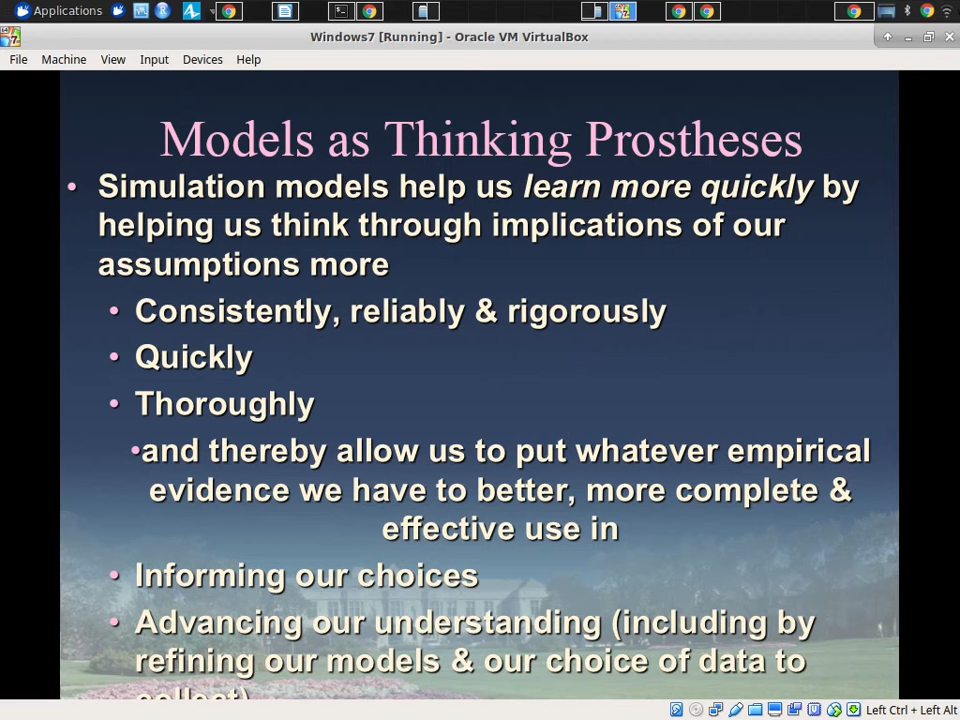 Applications
Windows7 [Running] - Oracle VM VirtualBox
File Machine View Input Devices Help
Models as Thinking Prostheses
• Simulation models help us learn more quickly by
helping us think through implications of our
assumptions more
• Consistently, reliably & rigorously
• Quickly
• Thoroughly
•and thereby allow us to put whatever empirical
evidence we have to better, more complete &
effective use in
• Informing our choices
• Advancing our understanding (including by
refining our models & our choice of data to
collect)
Left Ctrl + Left Alt